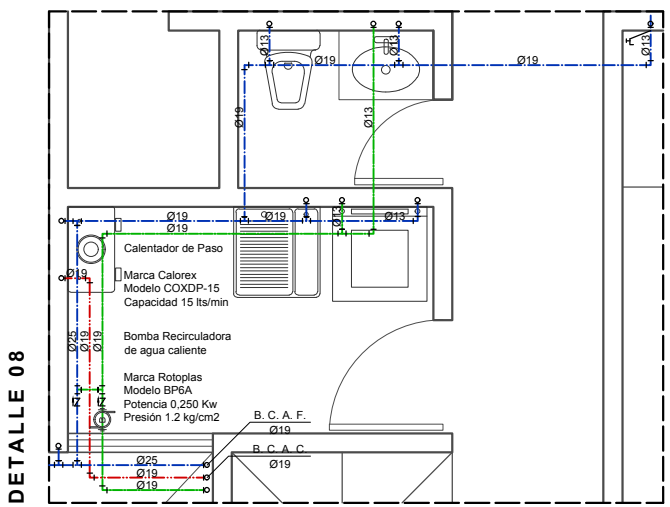 DETALLE 08
Ø13
Ø13
Ø13
Ø19
Ø19
Ø19
Ø13
Ø19
Ø19
Ø13
Ø13
Ø19
Ø19
Calentador de Paso
Marca Calorex
Modelo COXDP-15
Capacidad 15 lts/min
Bomba Recirculadora
de agua caliente
Marca Rotoplas
Modelo BP6A
Potencia 0,250 Kw
Presión 1.2 kg/cm2
Ø25
Ø19
Ø19
B. C. A. F.
Ø19
B. C. A. C.
Ø19
Ø25
Ø19
Ø19